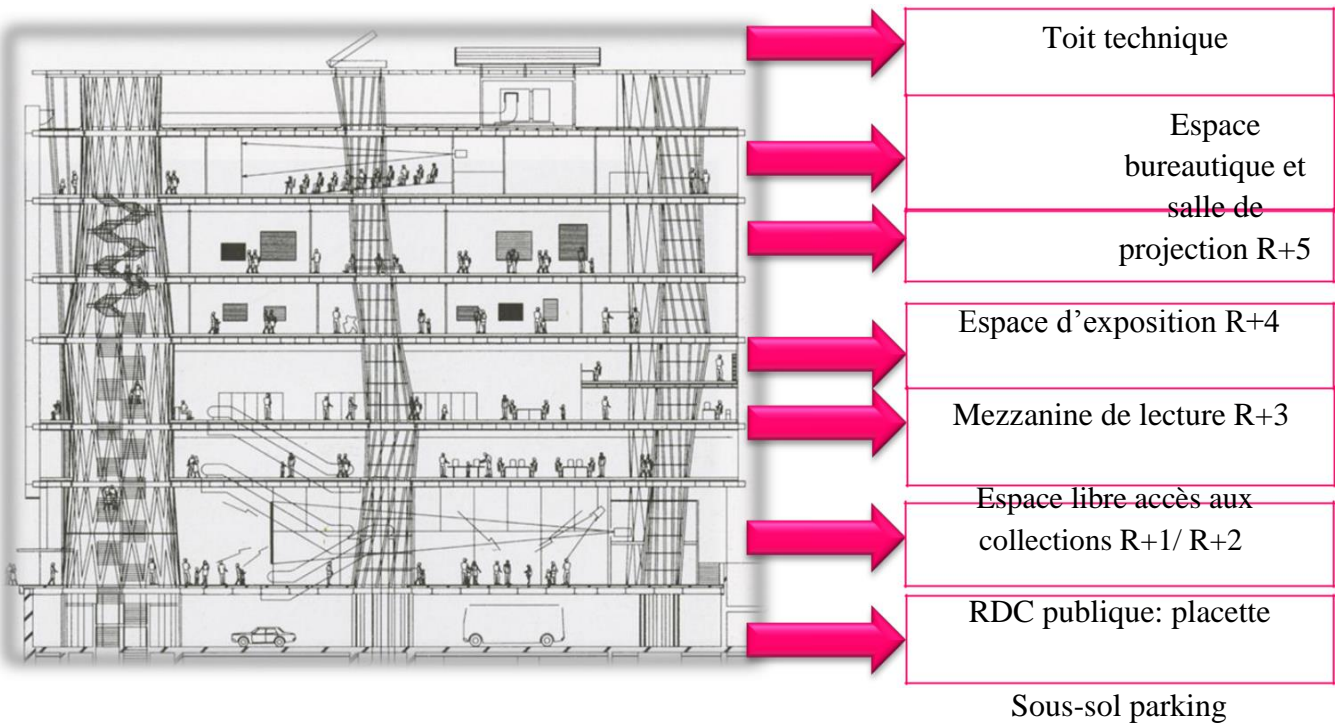 Toit technique
Espace
bureautique et
salle de
projection R+5
Espace d’exposition R+4
Mezzanine de lecture R+3
Espace libre accès aux
collections R+1/ R+2
RDC publique: placette
Sous-sol parking